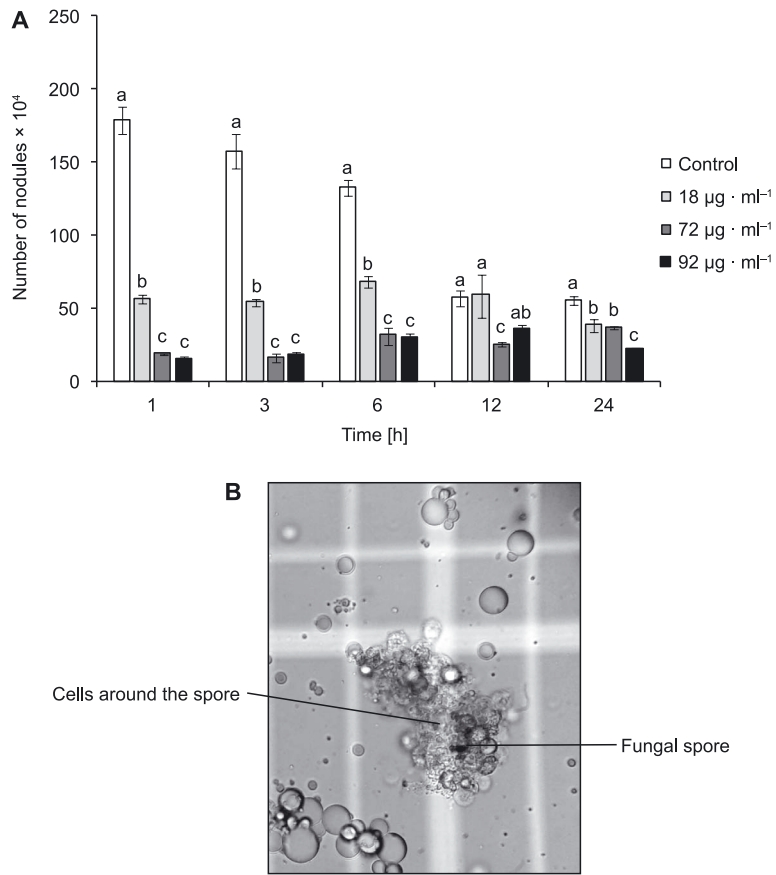 A
250
200
150
100
50
0
Number of nodules × 10⁴
a
b
c
c
a
b
c
c
a
b
c
c
a
a
c
ab
a
b
b
c
1
3
6
12
24
Time [h]
Control
18 µg · ml⁻¹
72 µg · ml⁻¹
92 µg · ml⁻¹
B
Cells around the spore
Fungal spore